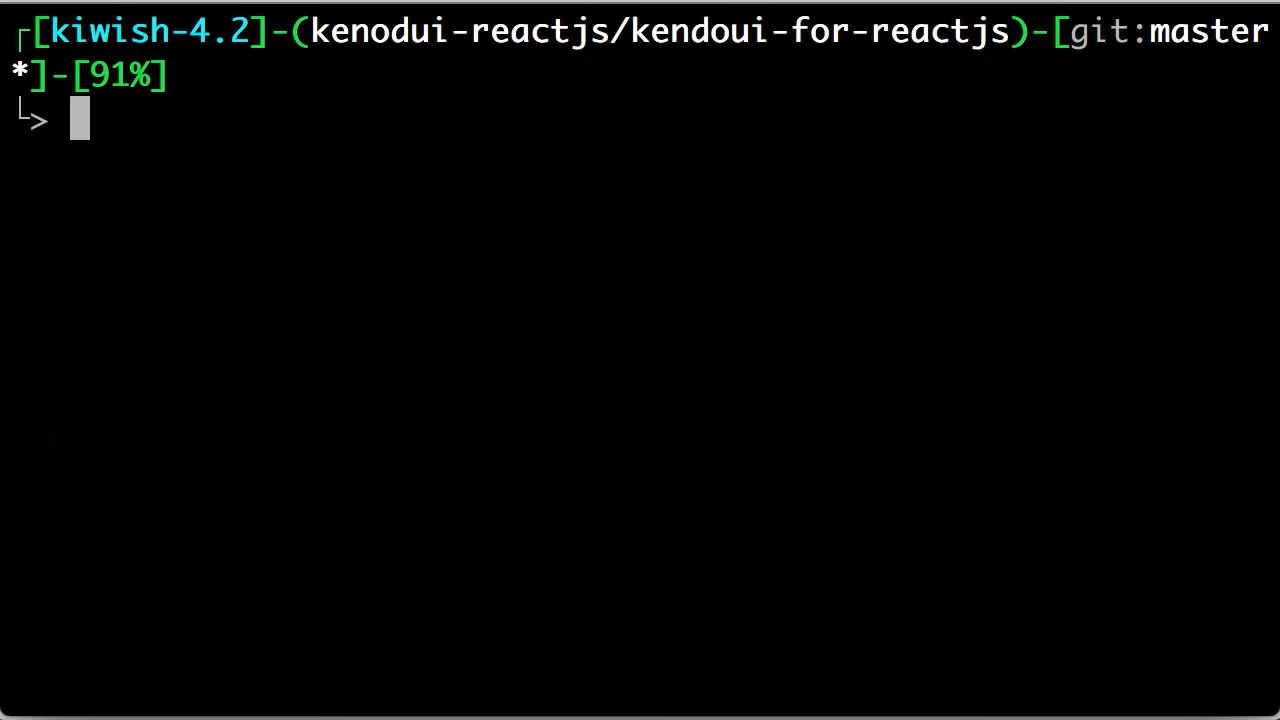 ┌[kiwish-4.2]-(kenodui-reactjs/kendoui-for-reactjs)-[git:master
*]-[91%]
└>